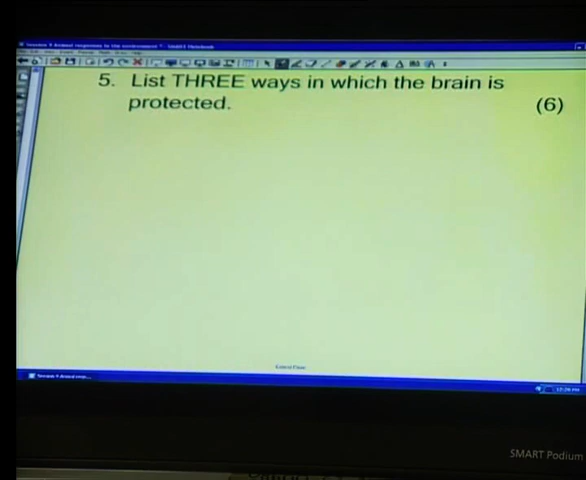 5. List THREE ways in which the brain is
protected. (6)
SMART Podium